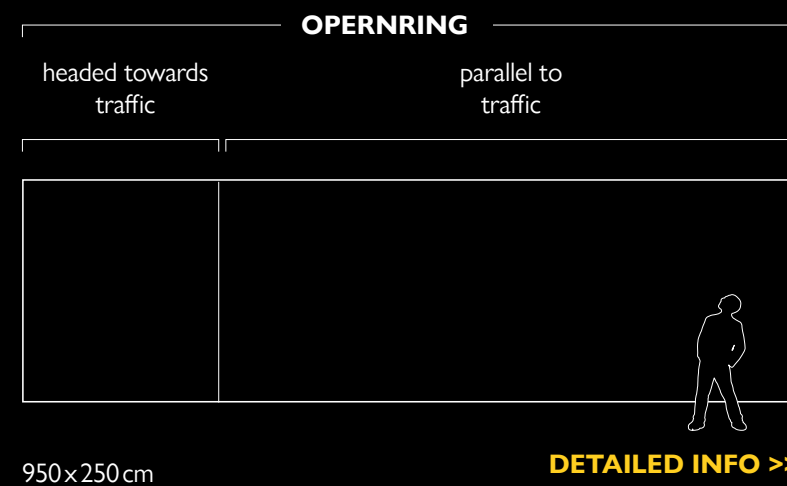 OPERNRING
headed towards
traffic
parallel to
traffic
950 x 250 cm
DETAILED INFO >>